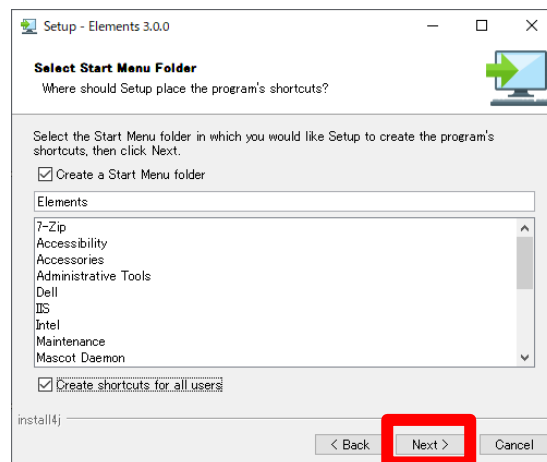 Setup - Elements 3.0.0
Select Start Menu Folder
Where should Setup place the program's shortcuts?
Select the Start Menu folder in which you would like Setup to create the program's
shortcuts, then click Next.
Create a Start Menu folder
Elements
7-Zip
Accessibility
Accessories
Administrative Tools
Dell
IIS
Intel
Maintenance
Mascot Daemon
Create shortcuts for all users
install4j
< Back
Next >
Cancel